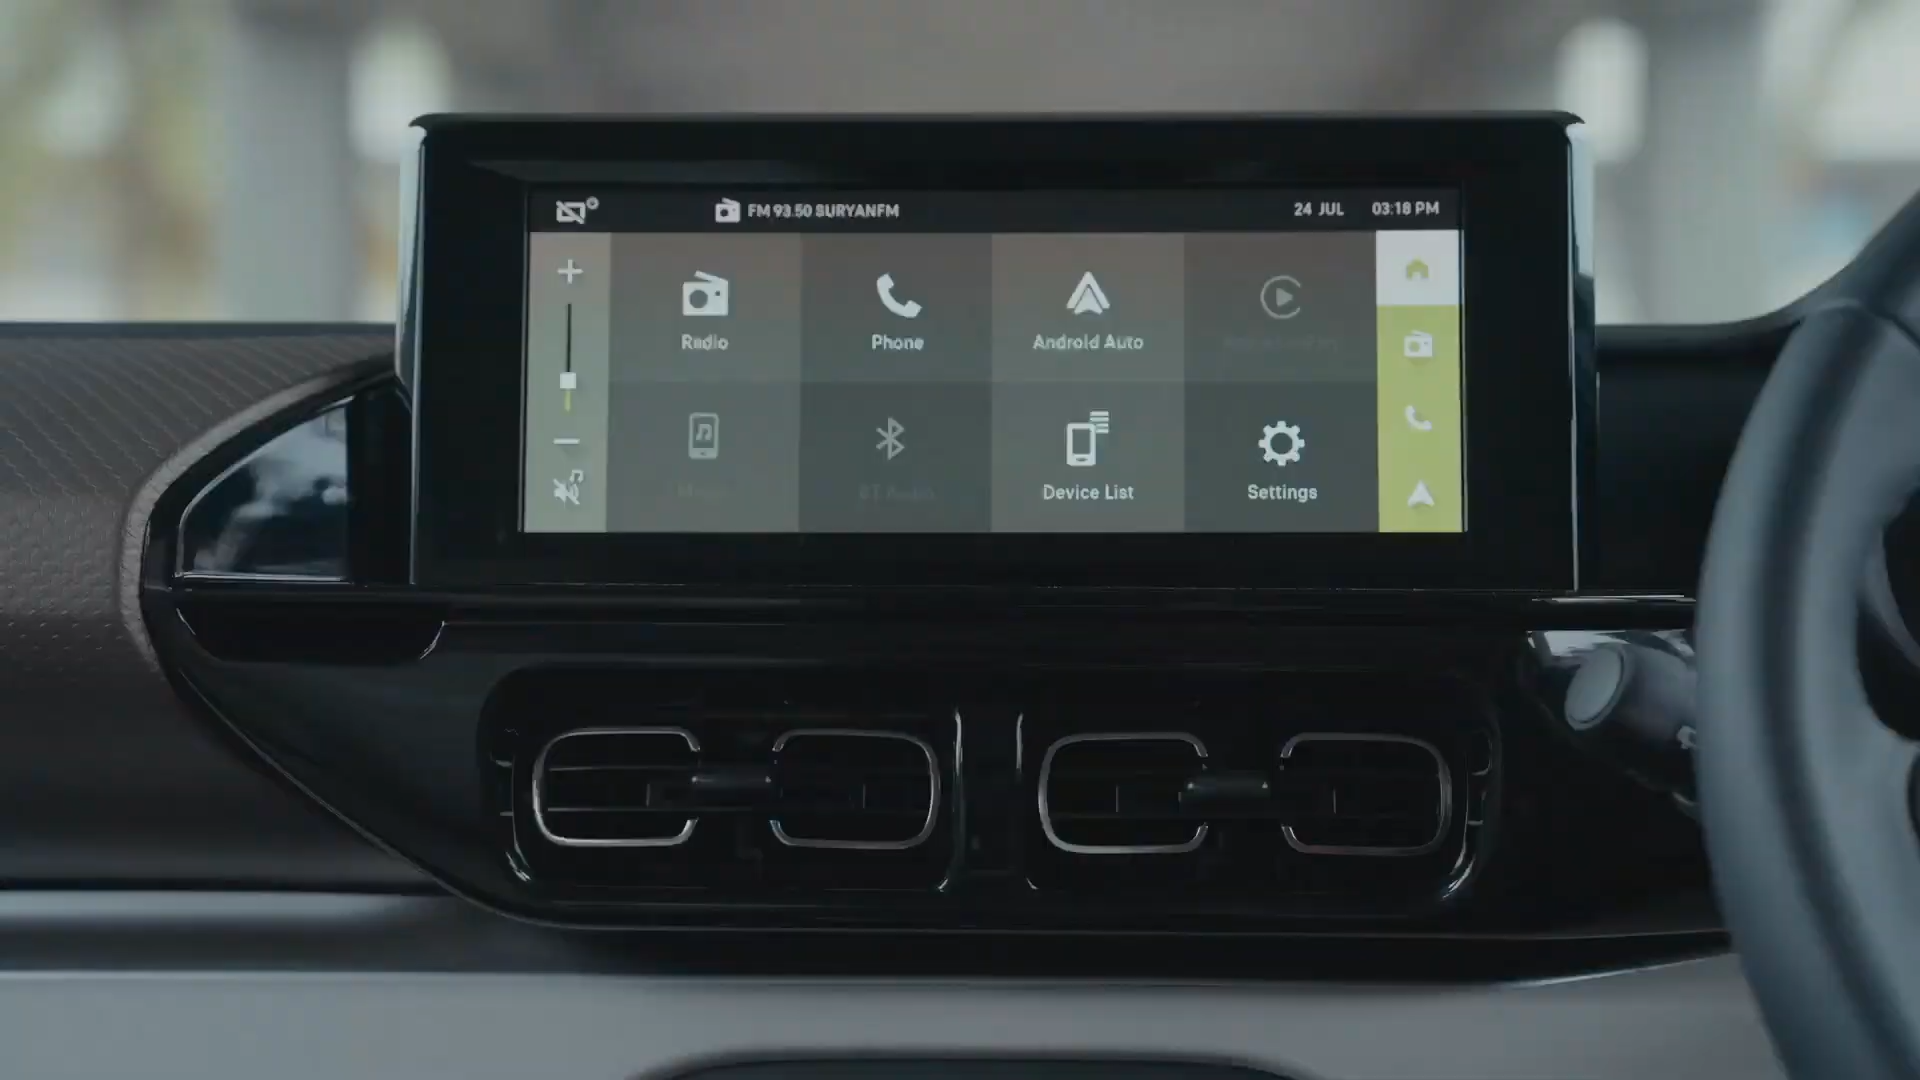 FM 93.50 SURYANFM
24 JUL 03:18 PM
Radio
Phone
Android Auto
Device List
Settings